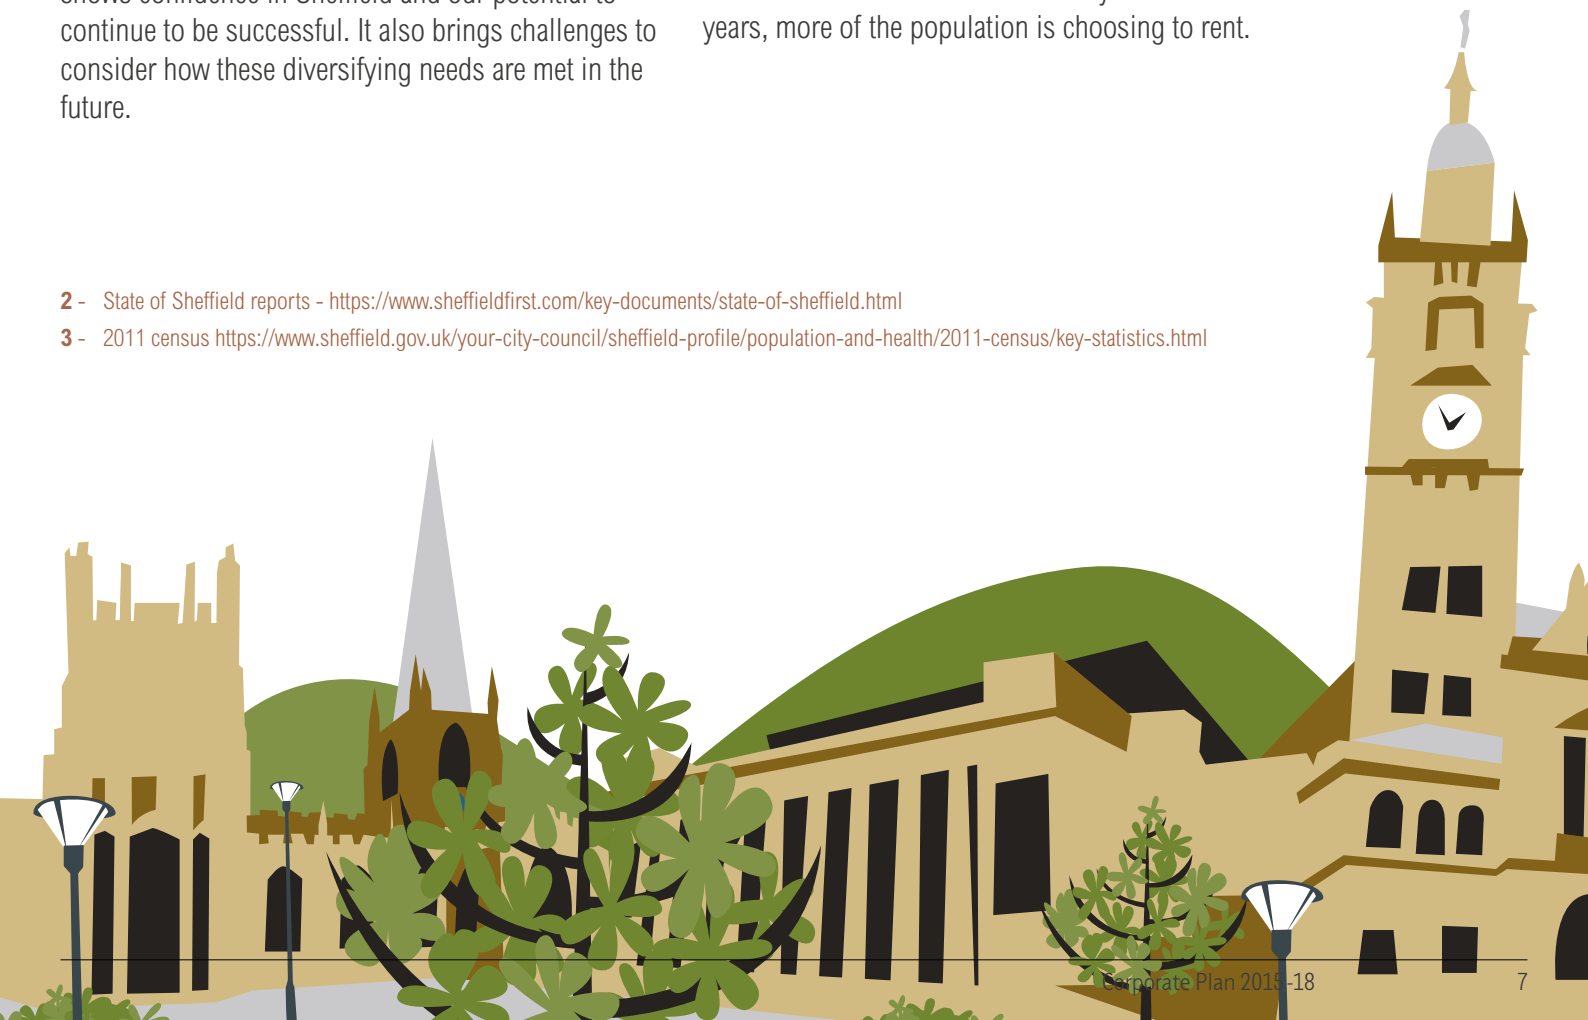 continue to be successful. It also brings challenges to
consider how these diversifying needs are met in the
future.
years, more of the population is choosing to rent.
2 - State of Sheffield reports - https://www.sheffieldfirst.com/key-documents/state-of-sheffield.html
3 - 2011 census https://www.sheffield.gov.uk/your-city-council/sheffield-profile/population-and-health/2011-census/key-statistics.html
Corporate Plan 2015-18
7